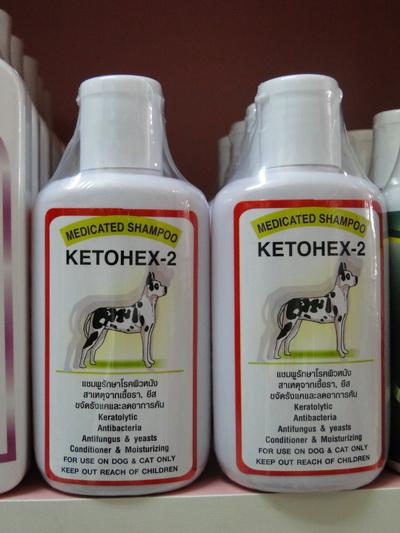 MEDICATED SHAMPOO
KETOHEX-2
แชมพูรักษาโรคผิวหนัง
สาเหตุจากเชื้อรา, ยีส
ขจัดรังแคและลดอาการคัน
Keratolytic
Antibacteria
Antifungus & yeasts
Conditioner & Moisturizing
FOR USE ON DOG & CAT ONLY
KEEP OUT REACH OF CHILDREN
MEDICATED SHAMPOO
KETOHEX-2
แชมพูรักษาโรคผิวหนัง
สาเหตุจากเชื้อรา, ยีส
ขจัดรังแคและลดอาการคัน
Keratolytic
Antibacteria
Antifungus & yeasts
Conditioner & Moisturizing
FOR USE ON DOG & CAT ONLY
KEEP OUT REACH OF CHILDREN